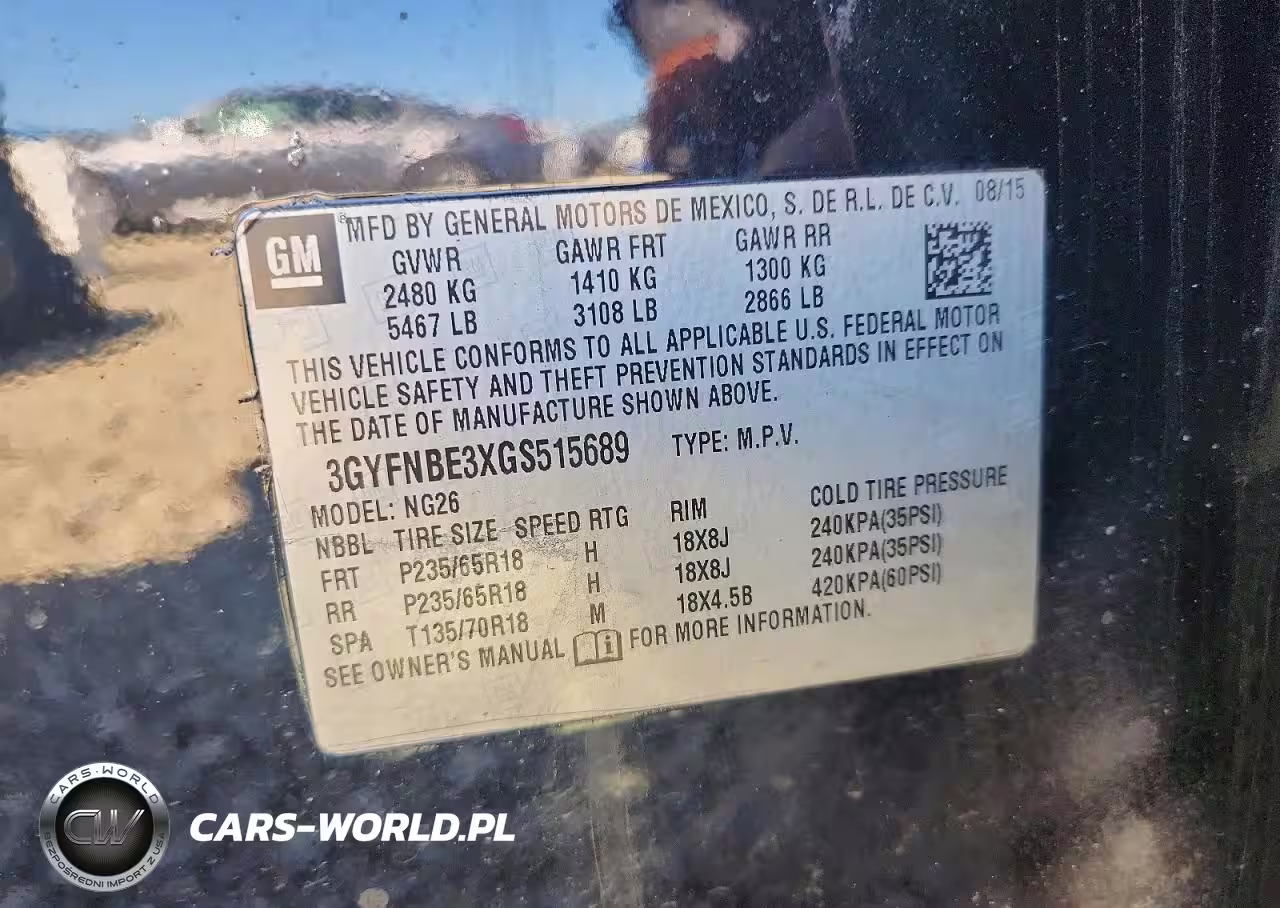 GM
® MFD BY GENERAL MOTORS DE MEXICO, S. DE R.L. DE C.V. 08/15
GVWR GAWR FRT GAWR RR
2480 KG 1410 KG 1300 KG
5467 LB 3108 LB 2866 LB
THIS VEHICLE CONFORMS TO ALL APPLICABLE U.S. FEDERAL MOTOR
VEHICLE SAFETY AND THEFT PREVENTION STANDARDS IN EFFECT ON
THE DATE OF MANUFACTURE SHOWN ABOVE.
3GYFNBE3XGS515689 TYPE: M.P.V.
MODEL: NG26
NBBL TIRE SIZE SPEED RTG RIM COLD TIRE PRESSURE
FRT P235/65R18 H 18X8J 240KPA(35PSI)
RR P235/65R18 H 18X8J 240KPA(35PSI)
SPA T135/70R18 M 18X4.5B 420KPA(60PSI)
SEE OWNER'S MANUAL FOR MORE INFORMATION.
CARS-WORLD
CW
BEZPOŚREDNI IMPORT Z USA
CARS-WORLD.PL